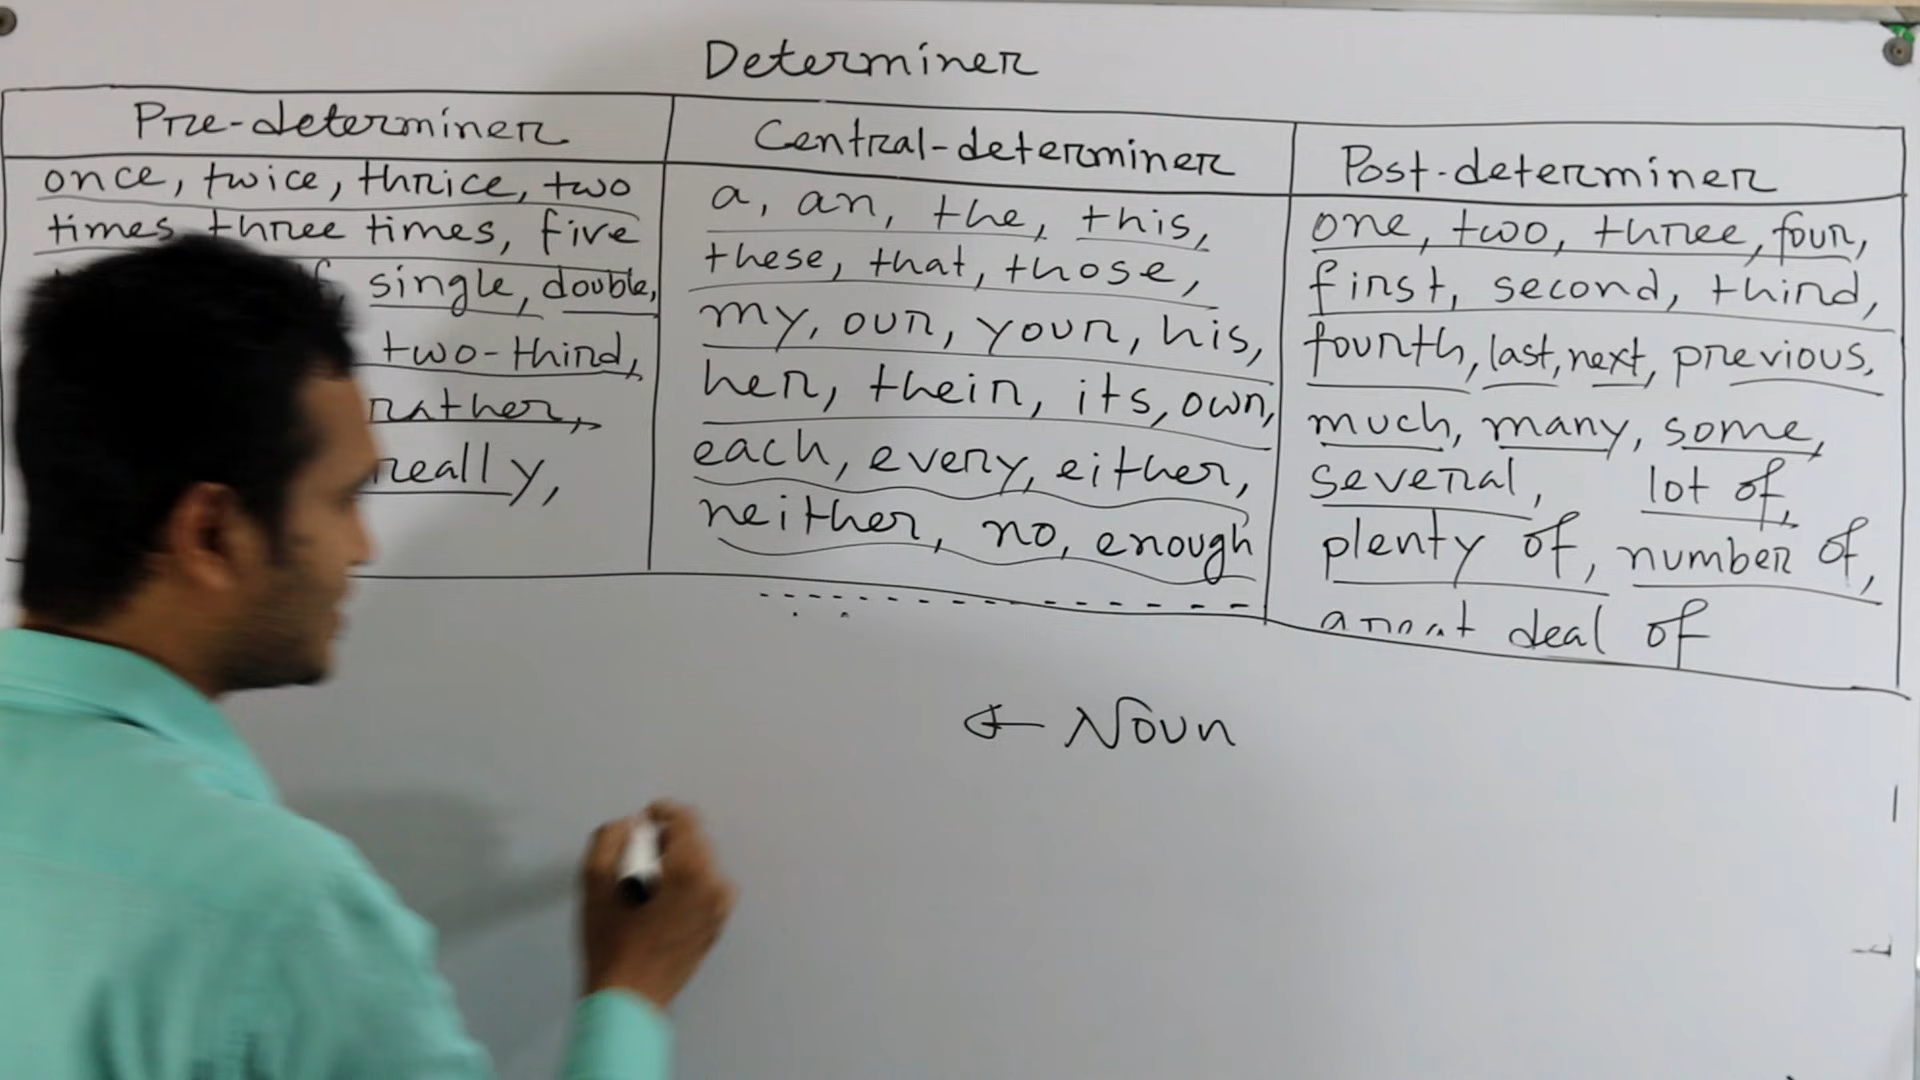 Determiner
Pre-determiner
once, twice, thrice, two
times three times, five
single, double,
two-third,
rather,
really,
Central-determiner
a, an, the, this,
these, that, those,
my, our, your, his,
her, their, its, own,
each, every, either,
neither, no, enough
Post-determiner
one, two, three, four,
first, second, third,
fourth, last, next, previous,
much, many, some,
several, lot of,
plenty of, number of,
deal of
← Noun